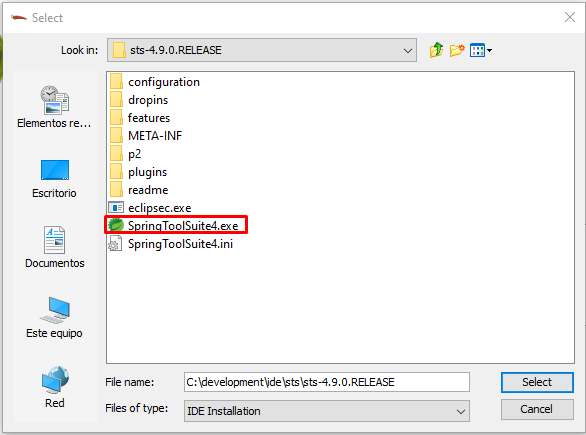 Select
Look in:
sts-4.9.0.RELEASE
Elementos re...
Escritorio
Documentos
Este equipo
Red
configuration
dropins
features
META-INF
p2
plugins
readme
eclipsec.exe
SpringToolSuite4.exe
SpringToolSuite4.ini
File name:
C:\development\ide\sts\sts-4.9.0.RELEASE
Select
Files of type:
IDE Installation
Cancel